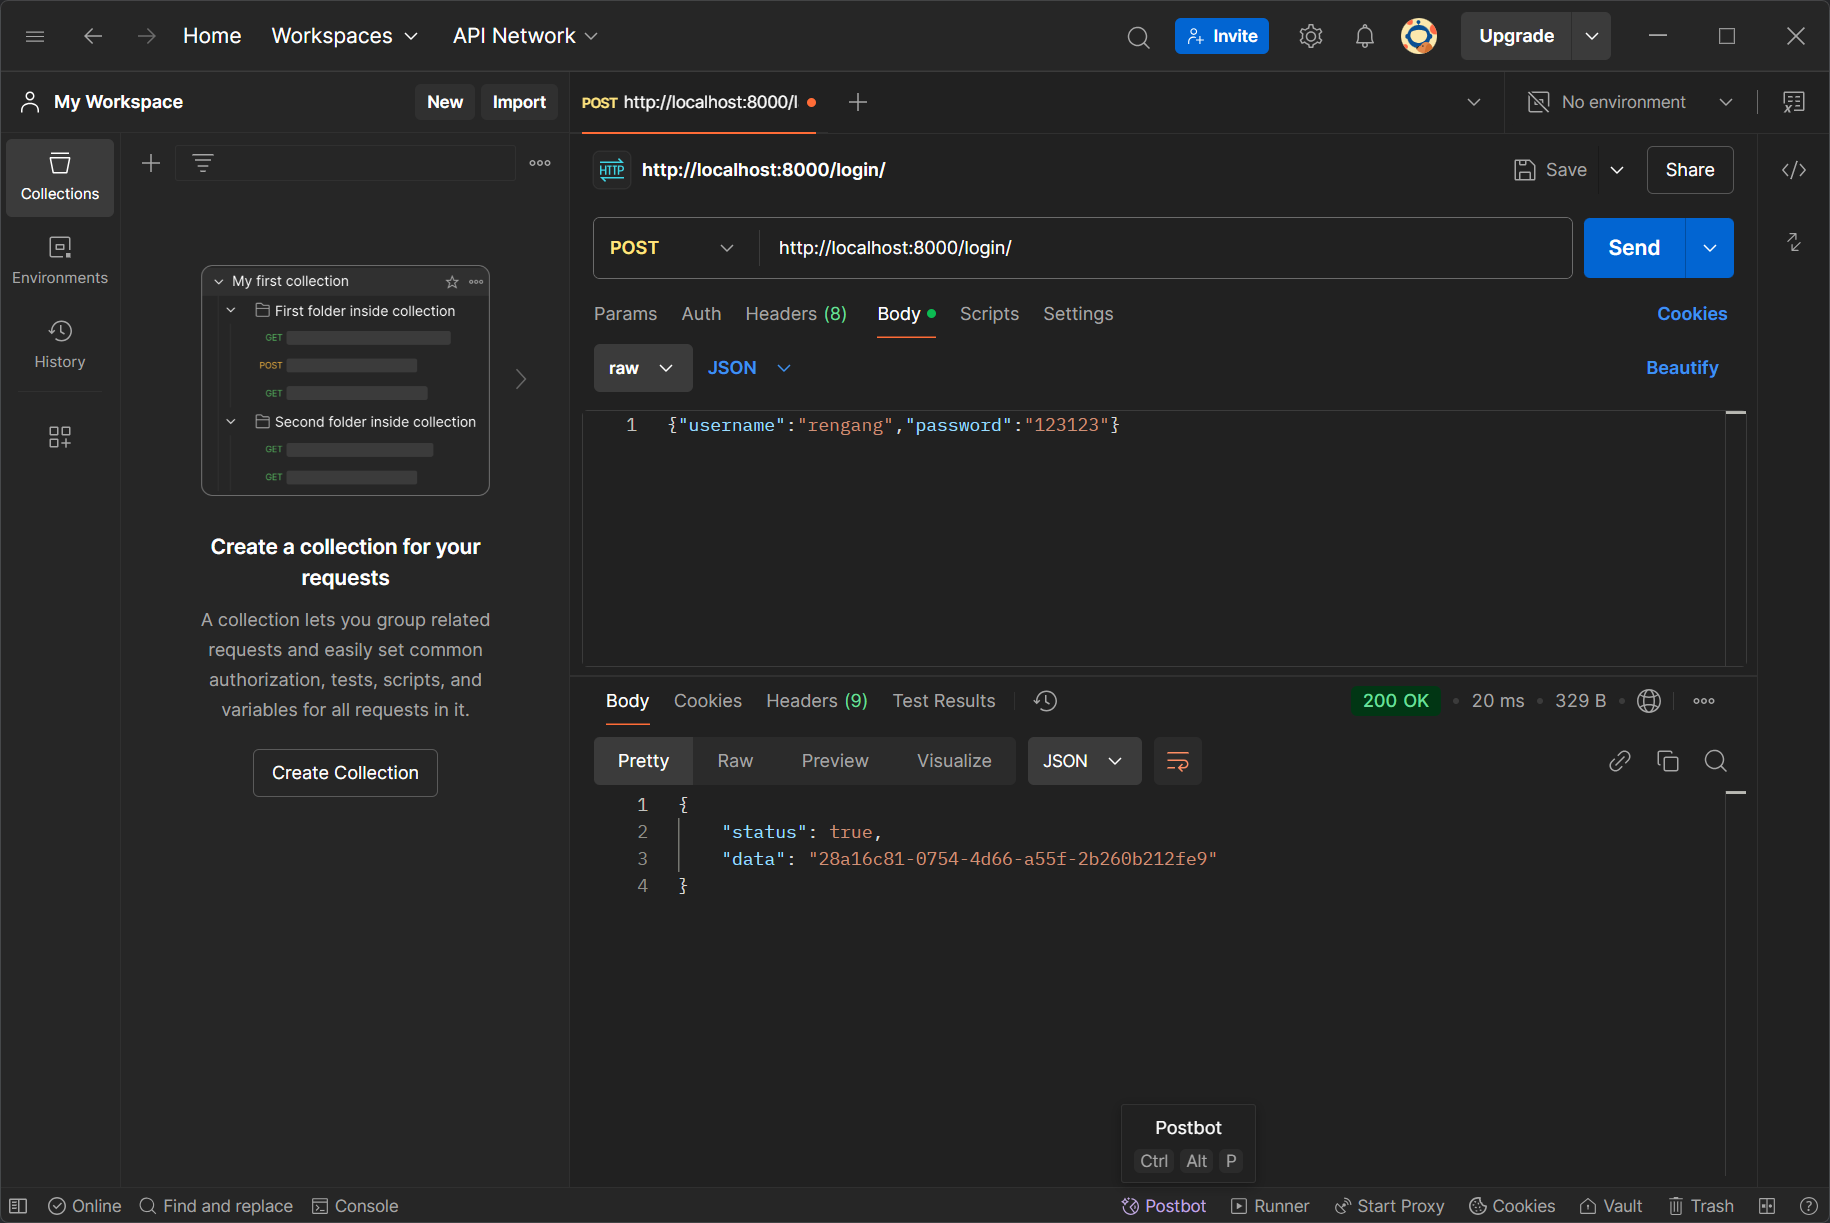 Home Workspaces API Network Invite Upgrade
My Workspace New Import POST http://localhost:8000/l No environment
Collections
Environments
History
My first collection
First folder inside collection
GET
POST
GET
Second folder inside collection
GET
GET
Create a collection for your
requests
A collection lets you group related
requests and easily set common
authorization, tests, scripts, and
variables for all requests in it.
Create Collection
HTTP http://localhost:8000/login/ Save Share
POST http://localhost:8000/login/ Send
Params Auth Headers (8) Body Scripts Settings Cookies
raw JSON Beautify
1 {"username":"rengang","password":"123123"}
Body Cookies Headers (9) Test Results 200 OK 20 ms 329 B
Pretty Raw Preview Visualize JSON
1 {
2 "status": true,
3 "data": "28a16c81-0754-4d66-a55f-2b260b212fe9"
4 }
Postbot
Ctrl Alt P
Online Find and replace Console Postbot Runner Start Proxy Cookies Vault Trash